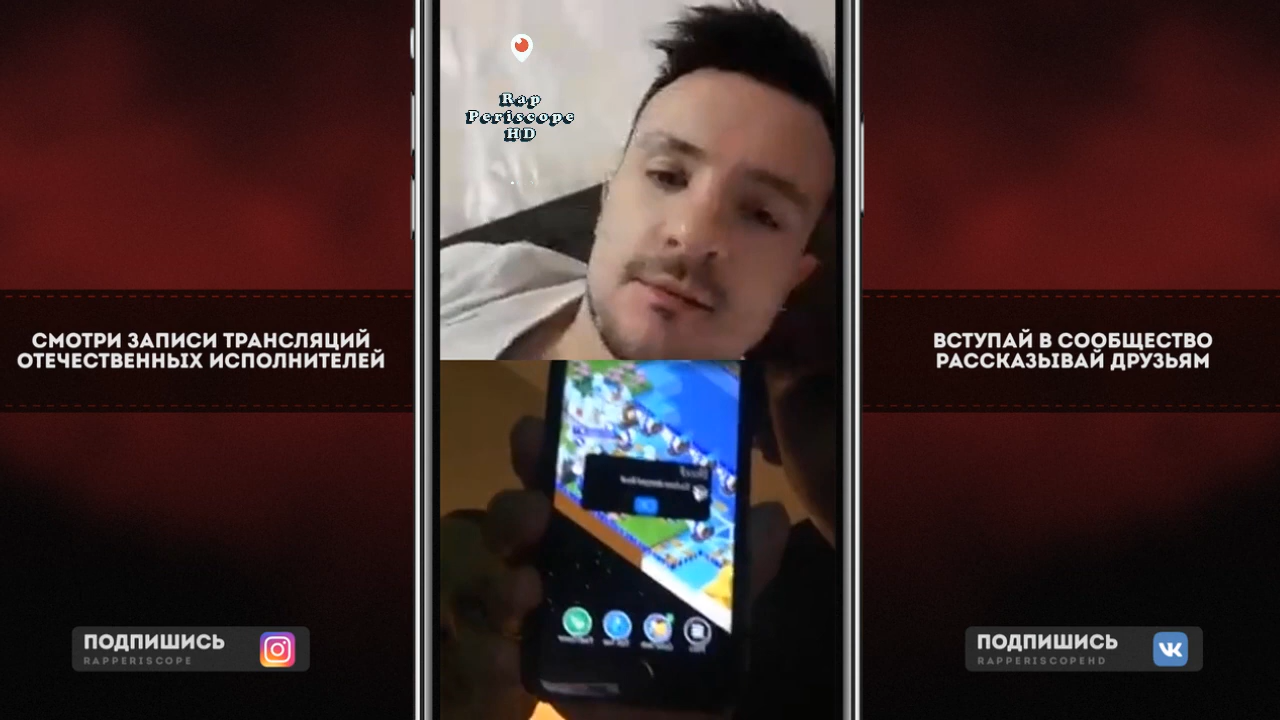 Rap
Periscope
HD
СМОТРИ ЗАПИСИ ТРАНСЛЯЦИЙ
ОТЕЧЕСТВЕННЫХ ИСПОЛНИТЕЛЕЙ
ВСТУПАЙ В СООБЩЕСТВО
РАССКАЗЫВАЙ ДРУЗЬЯМ
ПОДПИШИСЬ
RAPPERISCOPE
ПОДПИШИСЬ
RAPPERISCOPEHD